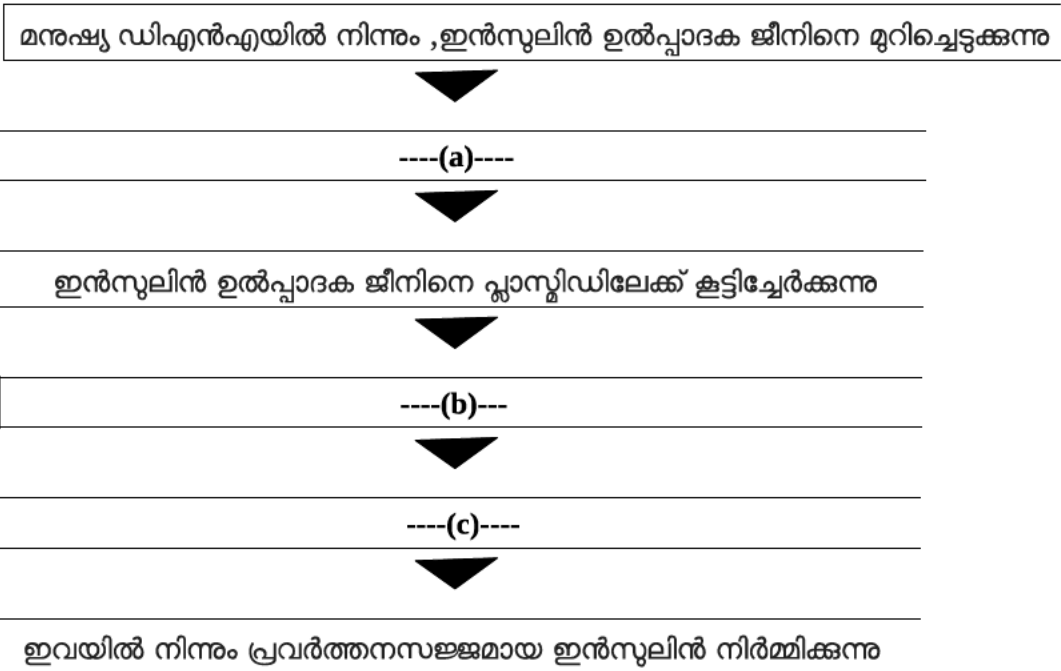 മനുഷ്യ ഡിഎൻഎയിൽ നിന്നും ,ഇൻസുലിൻ ഉൽപ്പാദക ജീനിനെ മുറിച്ചെടുക്കുന്നു
----(a)----
ഇൻസുലിൻ ഉൽപ്പാദക ജീനിനെ പ്ലാസ്മിഡിലേക്ക് കൂട്ടിച്ചേർക്കുന്നു
----(b)---
----(c)----
ഇവയിൽ നിന്നും പ്രവർത്തനസജ്ജമായ ഇൻസുലിൻ നിർമ്മിക്കുന്നു